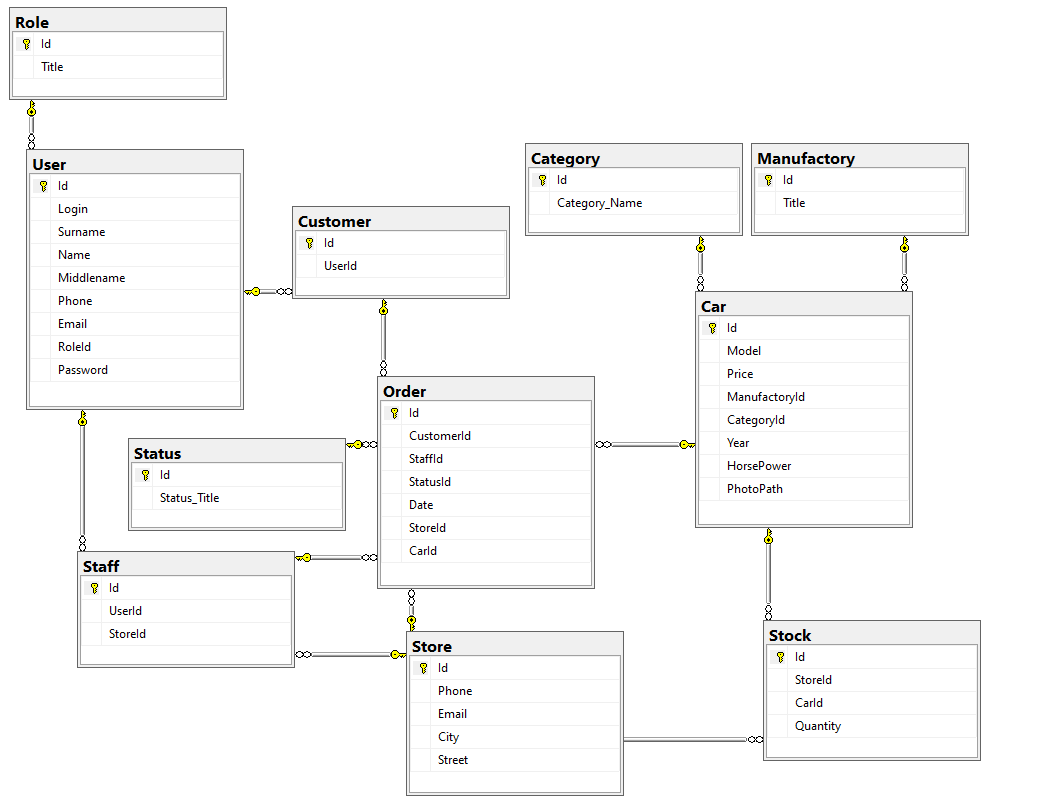 Role
Id
Title
User
Id
Login
Surname
Name
Middlename
Phone
Email
RoleId
Password
Customer
Id
UserId
Category
Id
Category_Name
Manufactory
Id
Title
Car
Id
Model
Price
ManufactoryId
CategoryId
Year
HorsePower
PhotoPath
Order
Id
CustomerId
StaffId
StatusId
Date
StoreId
CarId
Status
Id
Status_Title
Staff
Id
UserId
StoreId
Store
Id
Phone
Email
City
Street
Stock
Id
StoreId
CarId
Quantity